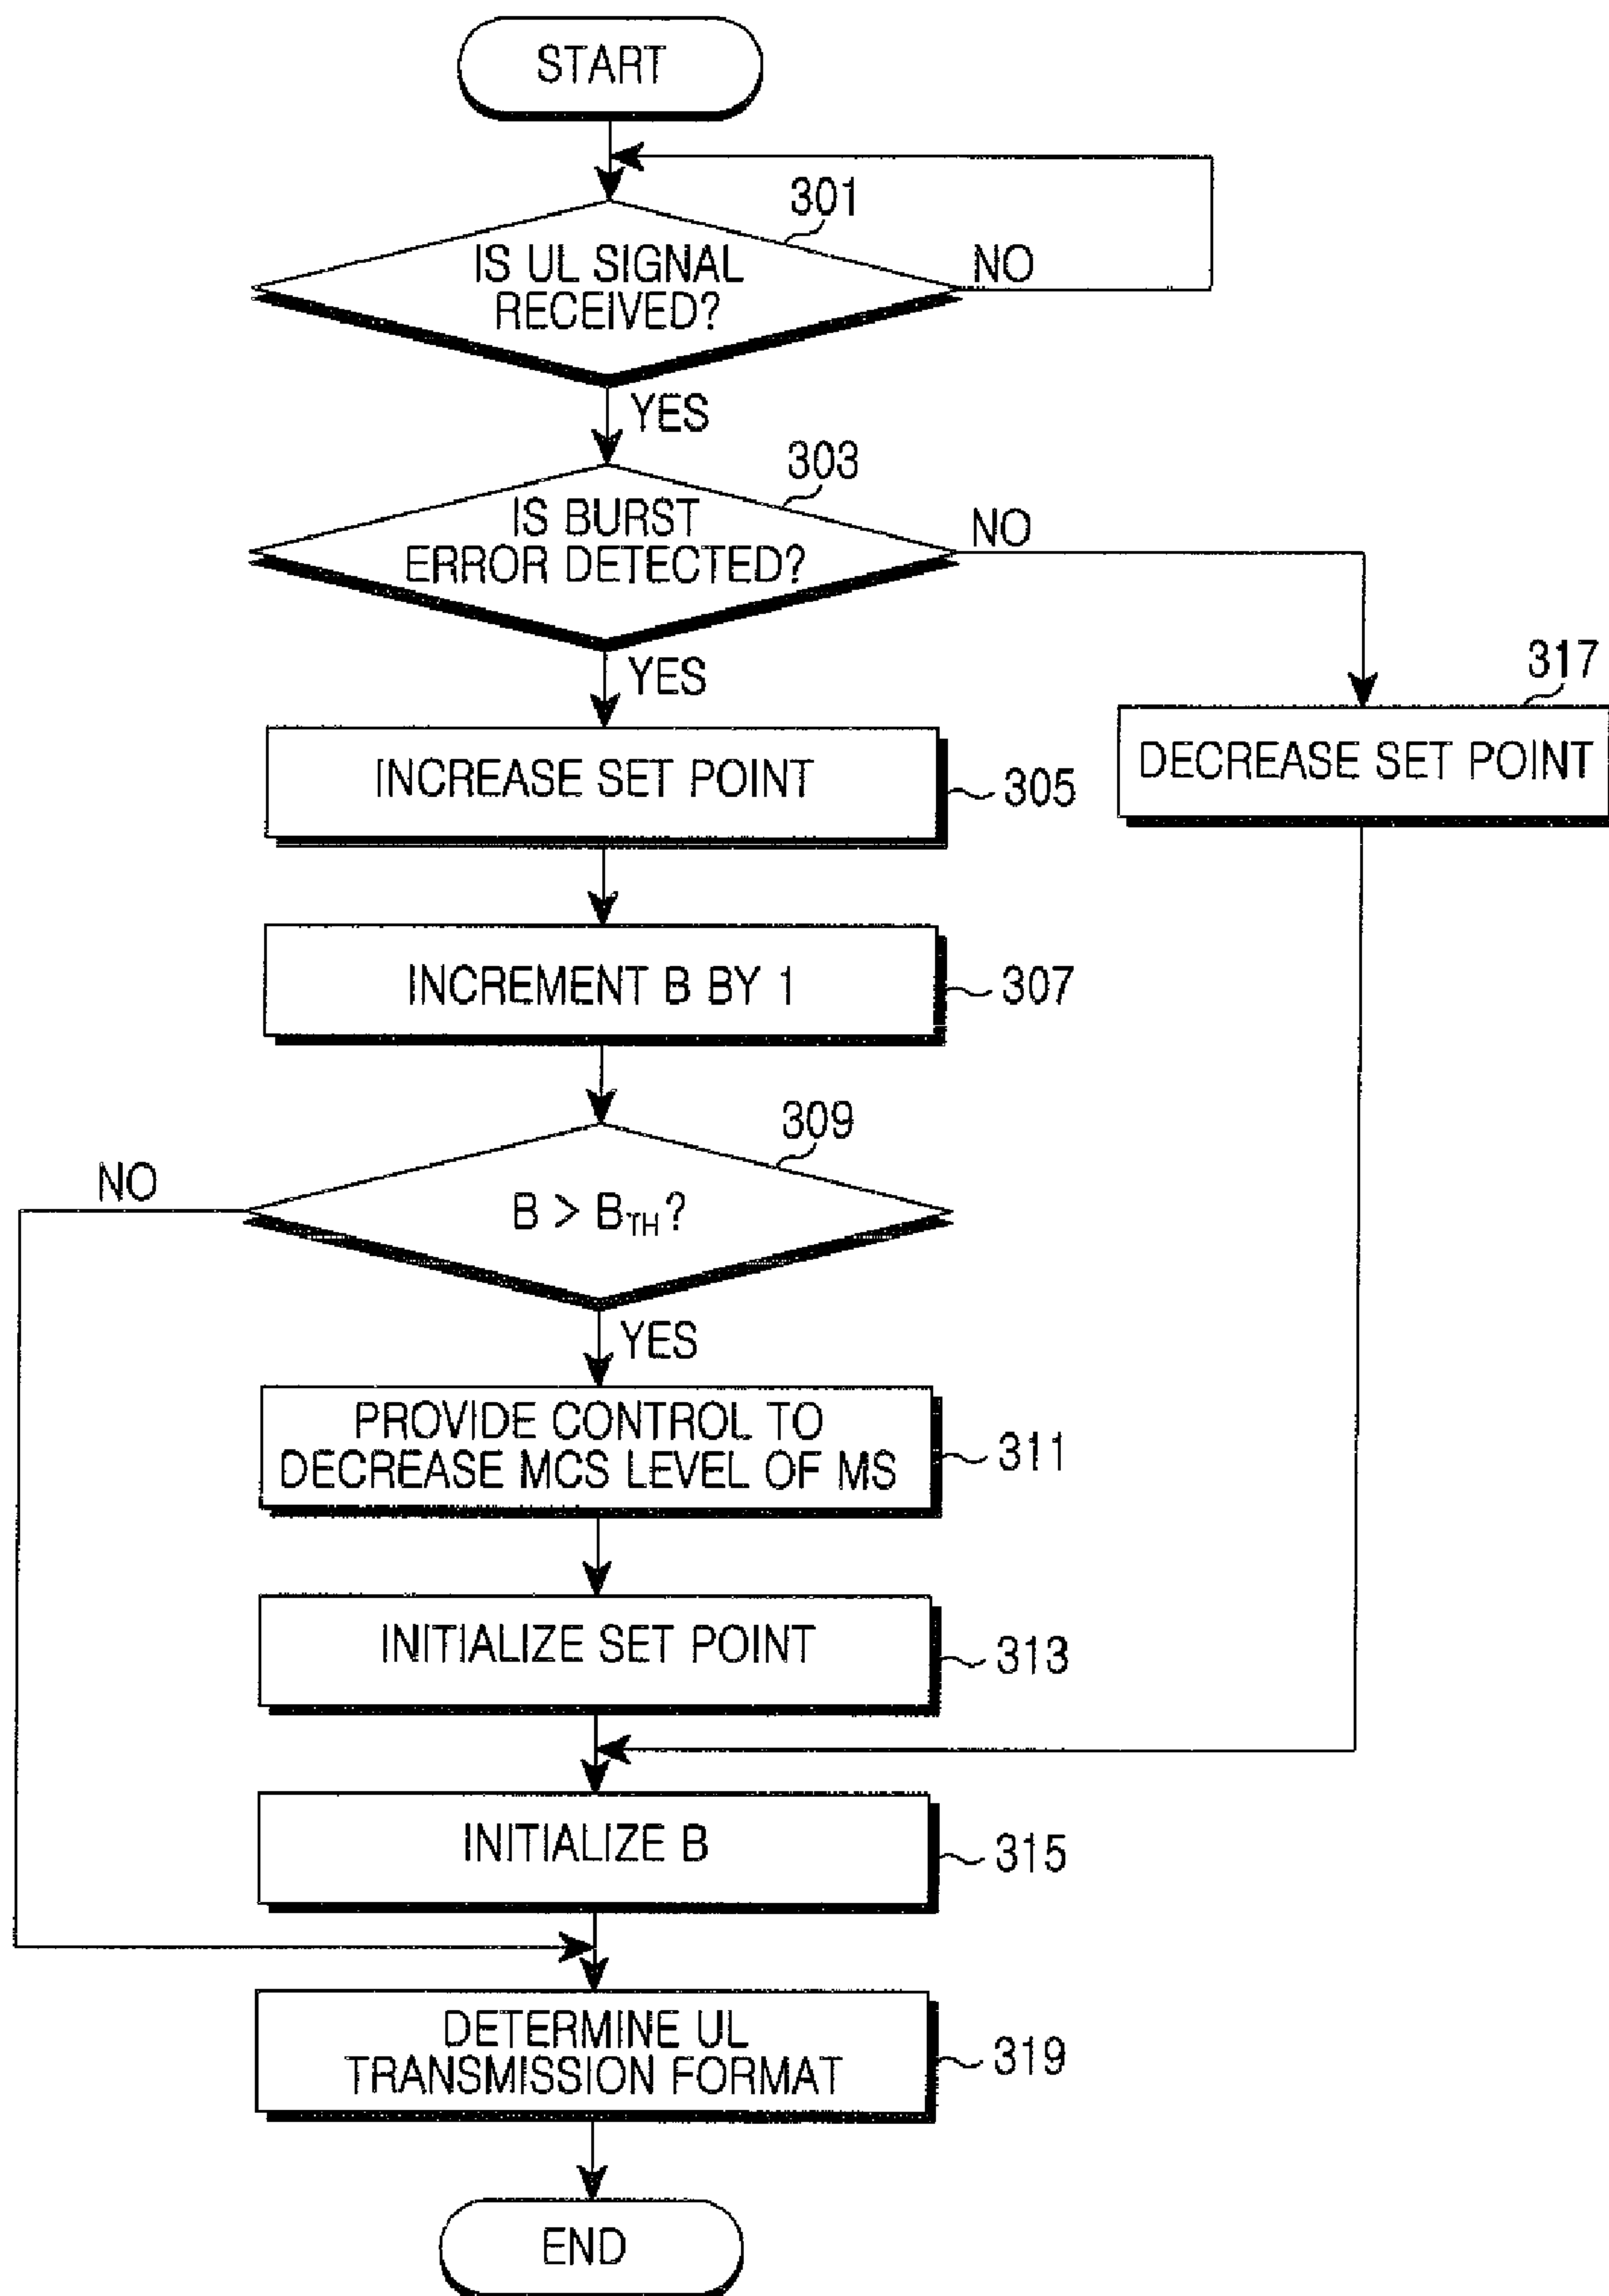 START
301
IS UL SIGNAL
RECEIVED?
NO
YES
303
IS BURST
ERROR DETECTED?
NO
YES
317
DECREASE SET POINT
INCREASE SET POINT
305
INCREMENT B BY 1
307
309
NO
B > BTH?
YES
PROVIDE CONTROL TO
DECREASE MCS LEVEL OF MS
311
INITIALIZE SET POINT
313
INITIALIZE B
315
DETERMINE UL
TRANSMISSION FORMAT
319
END